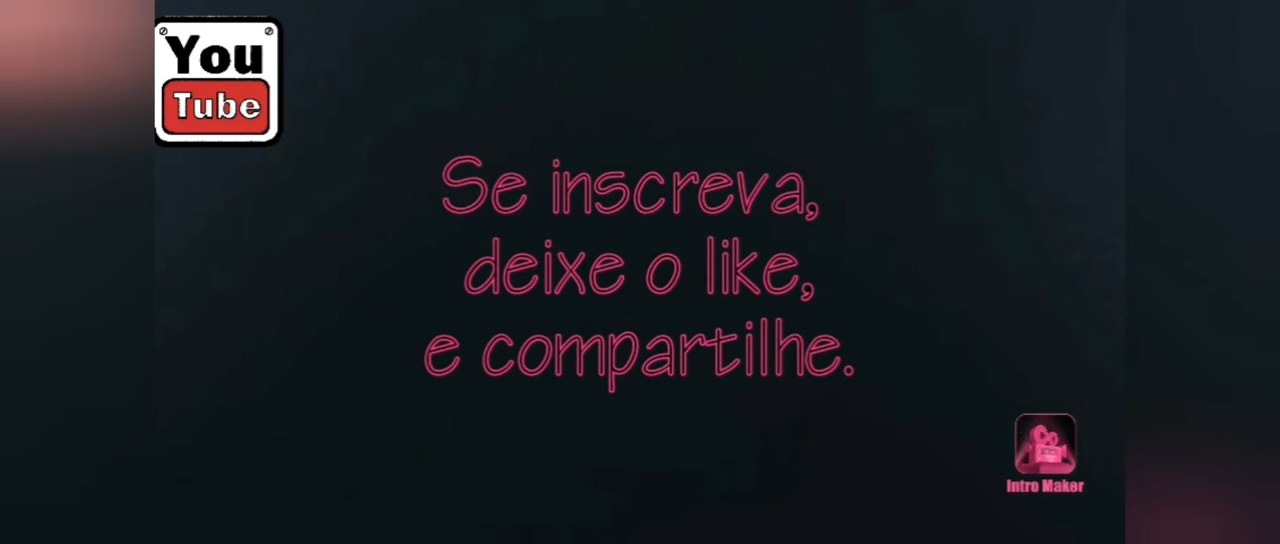 You
Tube
Se inscreva,
deixe o like,
e compartilhe.
Intro Maker